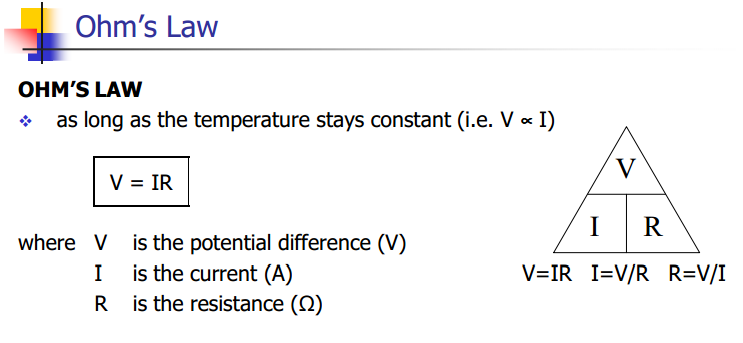 Ohm’s Law
OHM’S LAW
❖ as long as the temperature stays constant (i.e. V ∝ I)
V = IR
where V is the potential difference (V)
I is the current (A)
R is the resistance (Ω)
V
I R
V=IR I=V/R R=V/I